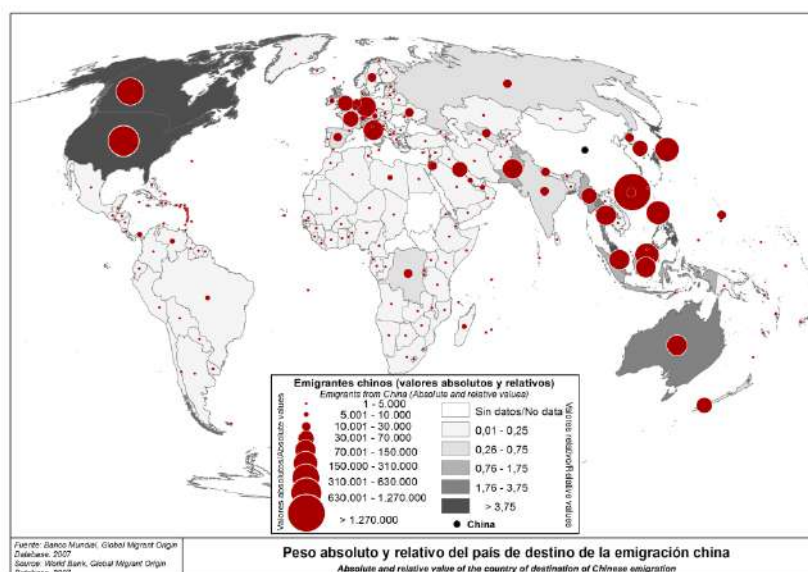 Emigrantes chinos (valores absolutos y relativos)
Emigrants from China (Absolute and relative values)
Valores absolutos/Absolute values
1 - 5.000
5.001 - 10.000
10.001 - 30.000
30.001 - 70.000
70.001 - 150.000
150.000 - 310.000
310.001 - 630.000
630.001 - 1.270.000
> 1.270.000
Sin datos/No data
0,01 - 0,25
0,26 - 0,75
0,76 - 1,75
1,76 - 3,75
> 3,75
China
Valores relativo/Relative values
Fuente: Banco Mundial, Global Migrant Origin
Database. 2007
Source: World Bank, Global Migrant Origin
Database. 2007
Peso absoluto y relativo del país de destino de la emigración china
Absolute and relative value of the country of destination of Chinese emigration